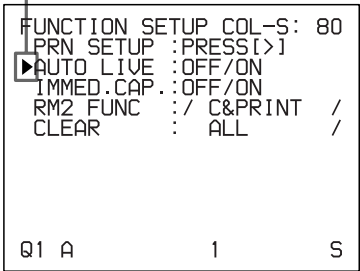 FUNCTION SETUP COL-S: 80
PRN SETUP :PRESS[>]
▶AUTO LIVE :OFF/ON
IMMED.CAP.:OFF/ON
RM2 FUNC :/ C&PRINT /
CLEAR : ALL /
Q1 A 1 S